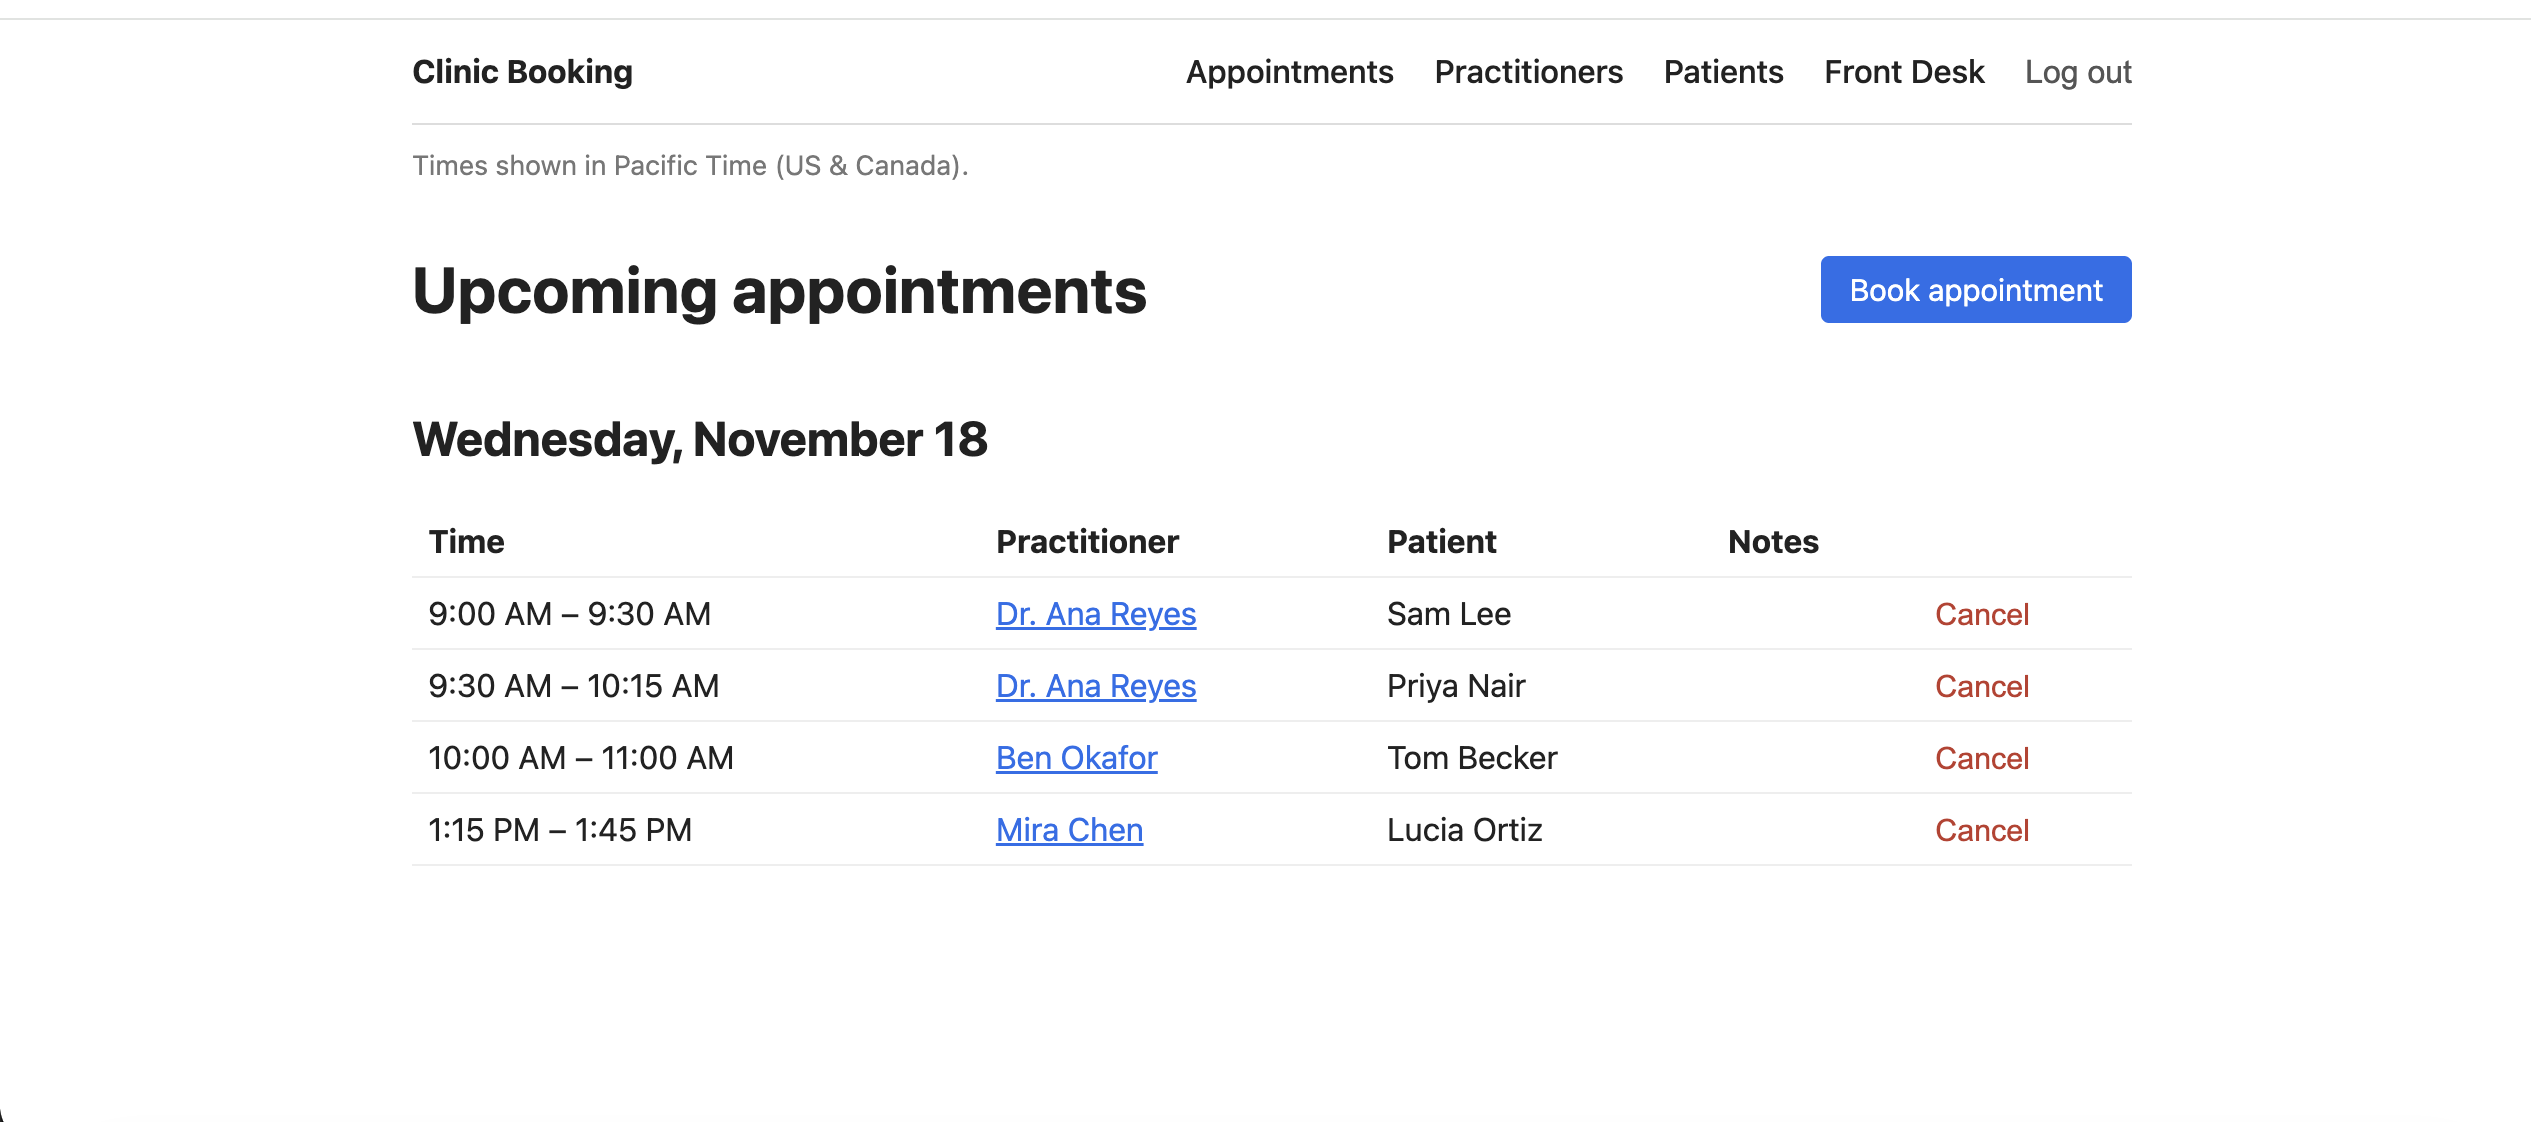 Clinic Booking Appointments Practitioners Patients Front Desk Log out
Times shown in Pacific Time (US & Canada).
Upcoming appointments Book appointment
Wednesday, November 18
Time Practitioner Patient Notes
9:00 AM – 9:30 AM Dr. Ana Reyes Sam Lee Cancel
9:30 AM – 10:15 AM Dr. Ana Reyes Priya Nair Cancel
10:00 AM – 11:00 AM Ben Okafor Tom Becker Cancel
1:15 PM – 1:45 PM Mira Chen Lucia Ortiz Cancel